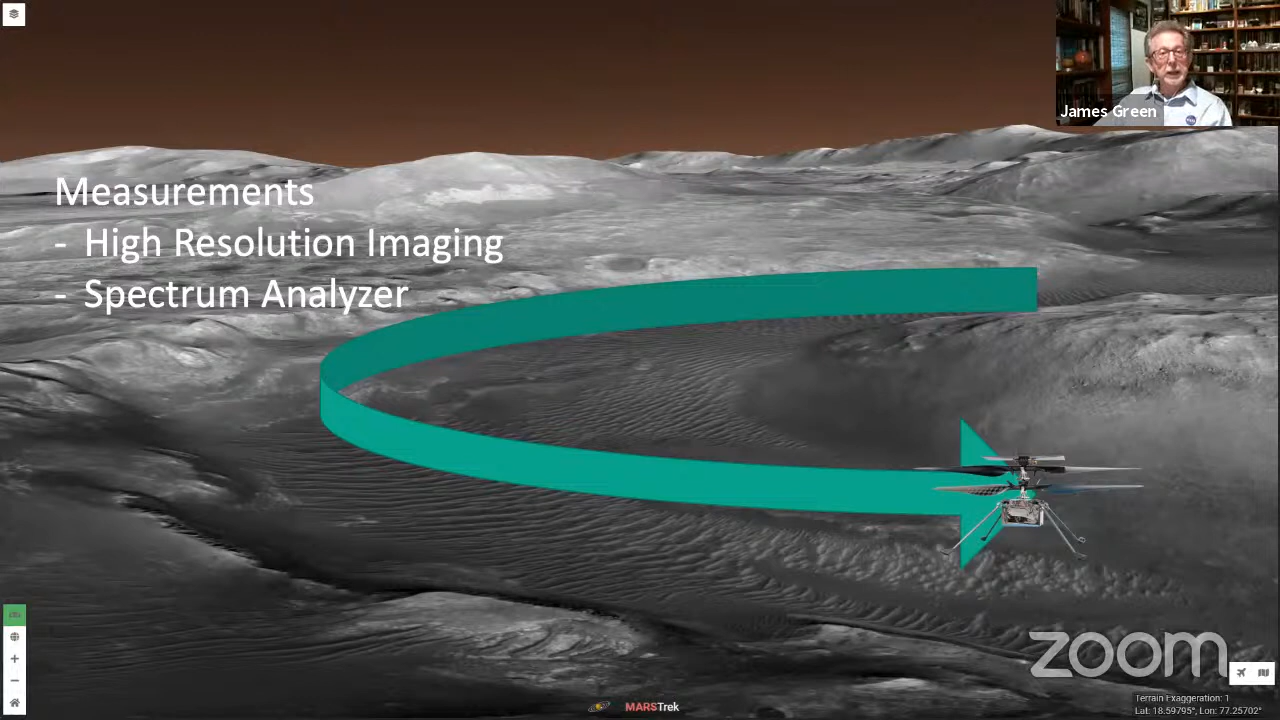 James Green
Measurements
- High Resolution Imaging
- Spectrum Analyzer
zoom
MARSTrek
Terrain Exaggeration: 1
Lat: 18.59795°, Lon: 77.25702°